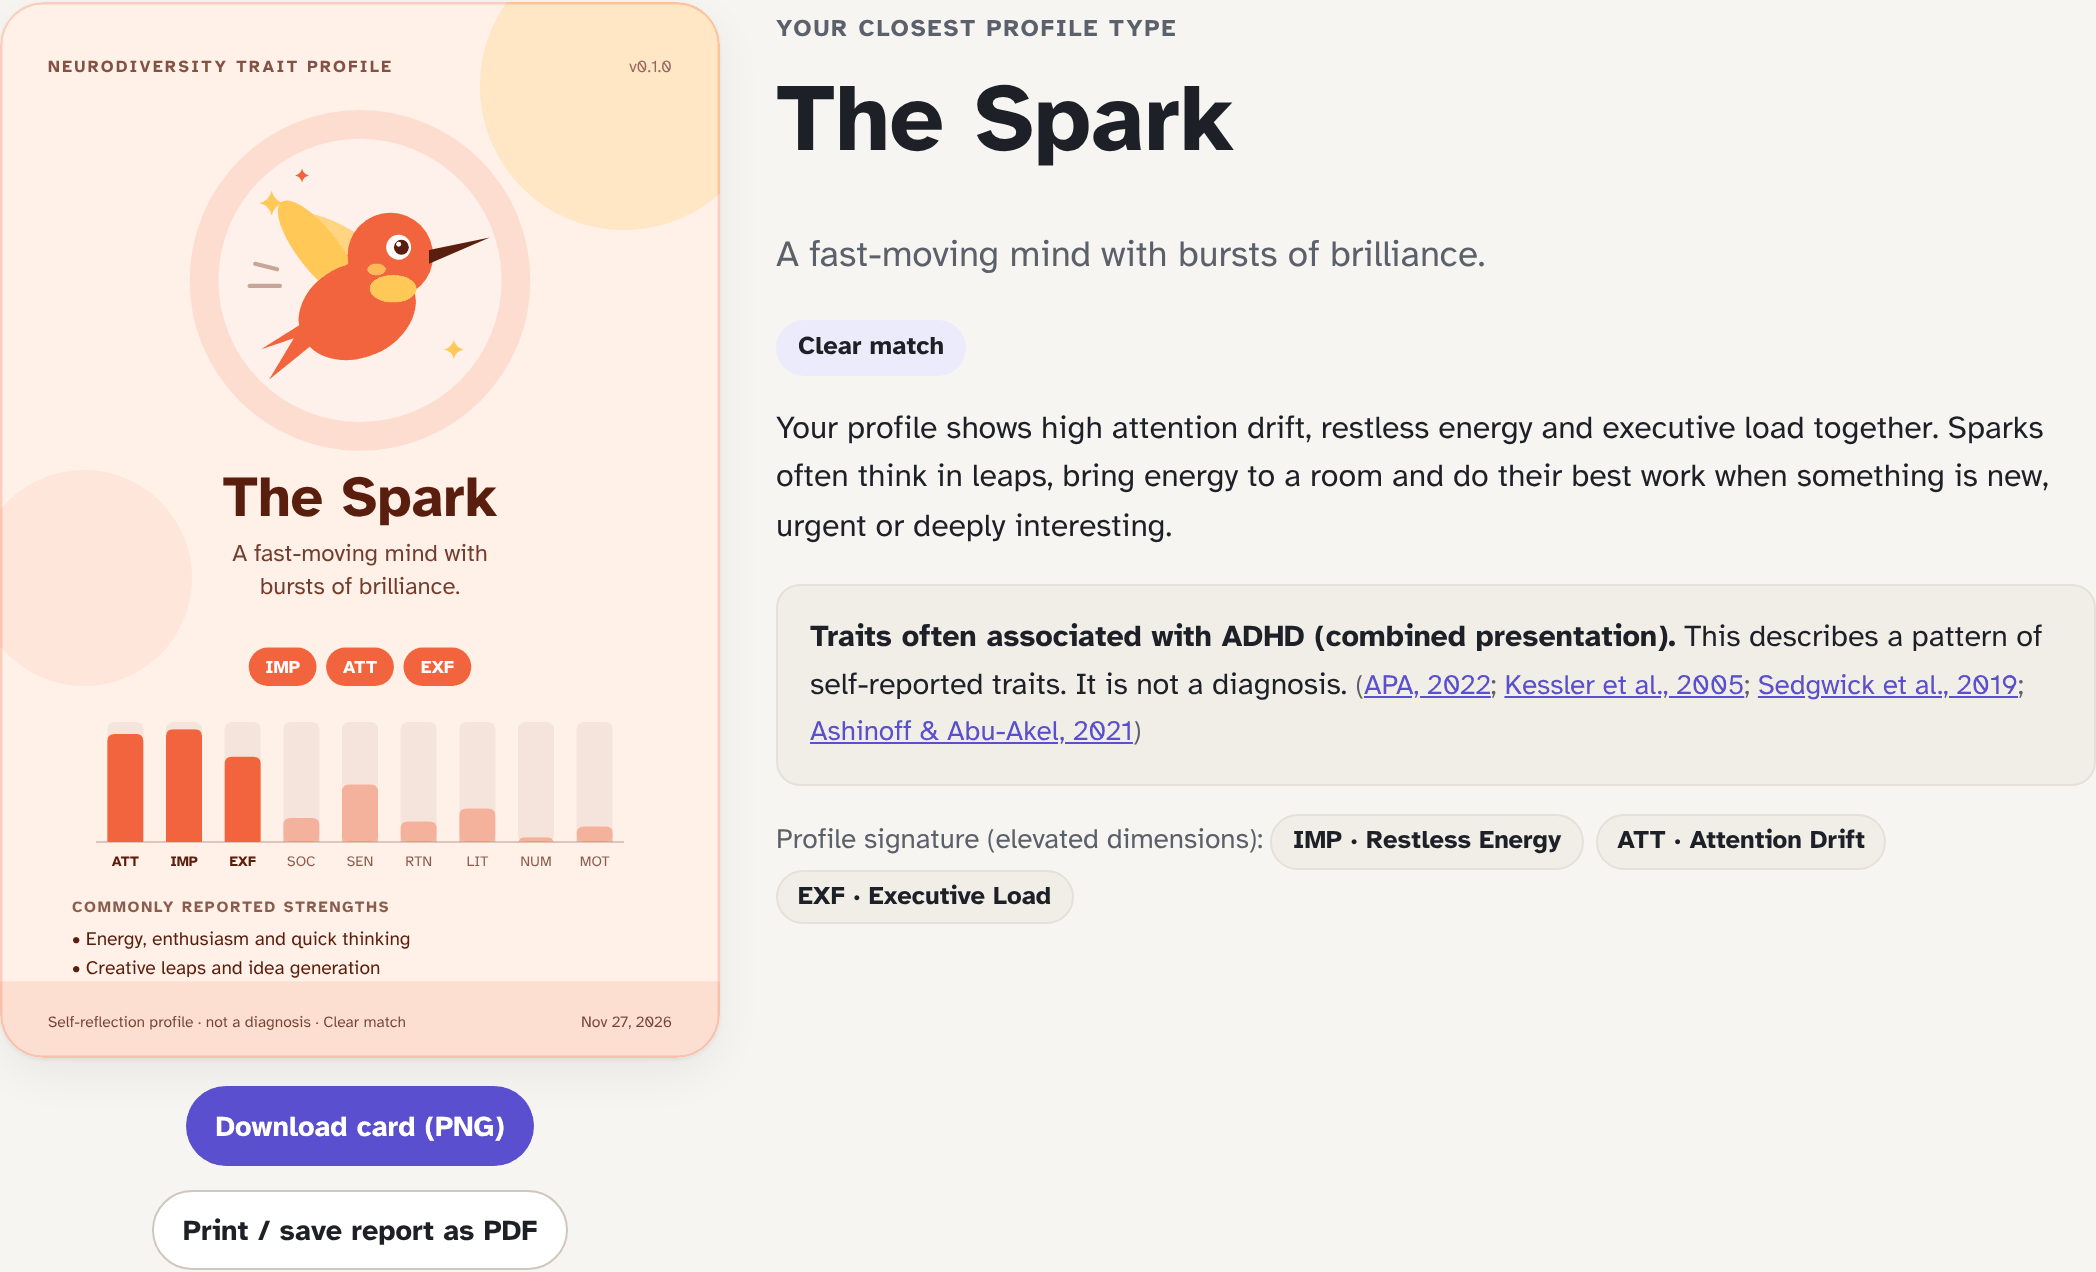 NEURODIVERSITY TRAIT PROFILE
v0.1.0
The Spark
A fast-moving mind with
bursts of brilliance.
IMP ATT EXF
ATT IMP EXF SOC SEN RTN LIT NUM MOT
COMMONLY REPORTED STRENGTHS
• Energy, enthusiasm and quick thinking
• Creative leaps and idea generation
Self-reflection profile · not a diagnosis · Clear match
Nov 27, 2026
Download card (PNG)
Print / save report as PDF
YOUR CLOSEST PROFILE TYPE
The Spark
A fast-moving mind with bursts of brilliance.
Clear match
Your profile shows high attention drift, restless energy and executive load together. Sparks
often think in leaps, bring energy to a room and do their best work when something is new,
urgent or deeply interesting.
Traits often associated with ADHD (combined presentation). This describes a pattern of
self-reported traits. It is not a diagnosis. (APA, 2022; Kessler et al., 2005; Sedgwick et al., 2019;
Ashinoff & Abu-Akel, 2021)
Profile signature (elevated dimensions): IMP · Restless Energy ATT · Attention Drift
EXF · Executive Load